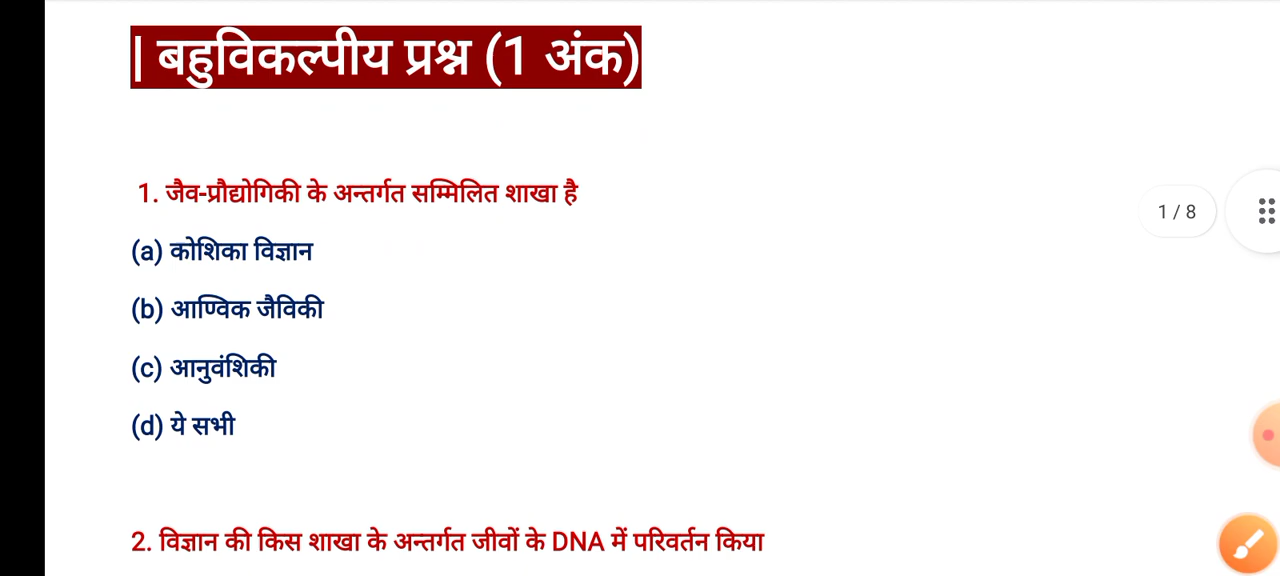 | बहुविकल्पीय प्रश्न (1 अंक)
1. जैव-प्रौद्योगिकी के अन्तर्गत सम्मिलित शाखा है
(a) कोशिका विज्ञान
1 / 8
(b) आण्विक जैविकी
(c) आनुवंशिकी
(d) ये सभी
2. विज्ञान की किस शाखा के अन्तर्गत जीवों के DNA में परिवर्तन किया